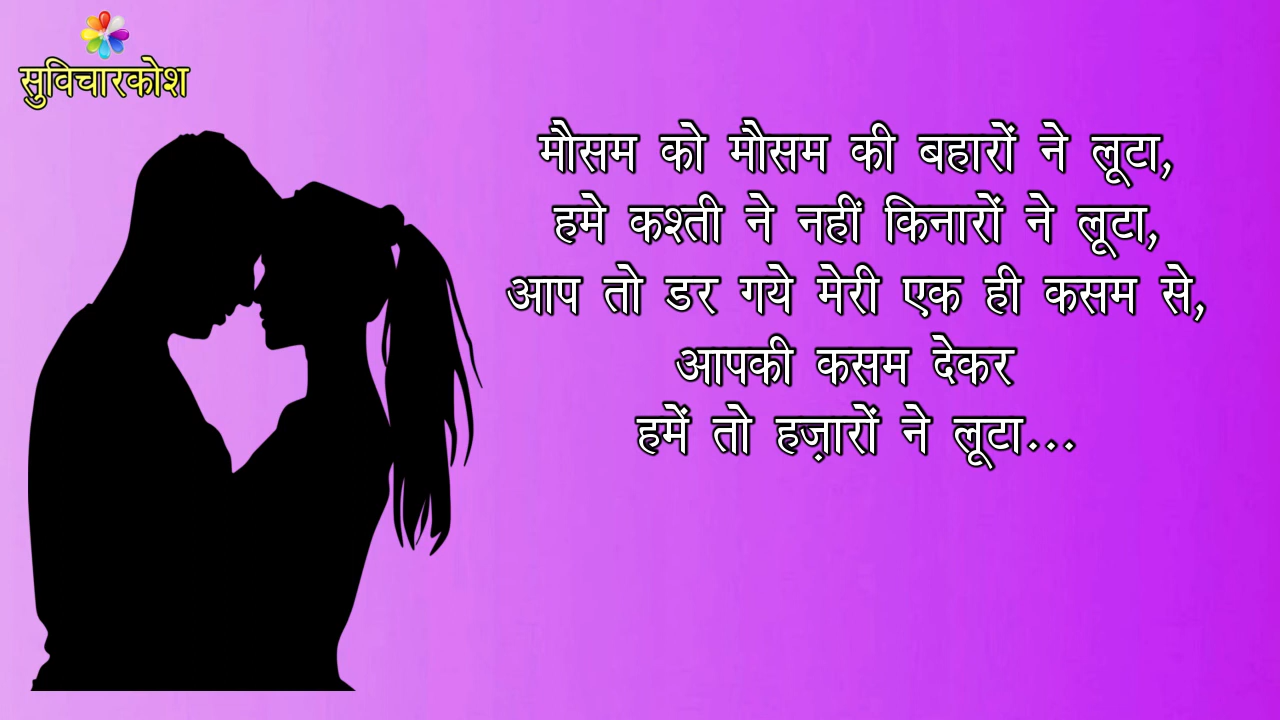 सुविचारकोश
मौसम को मौसम की बहारों ने लूटा,
हमे कश्ती ने नहीं किनारों ने लूटा,
आप तो डर गये मेरी एक ही कसम से,
आपकी कसम देकर
हमें तो हज़ारों ने लूटा...